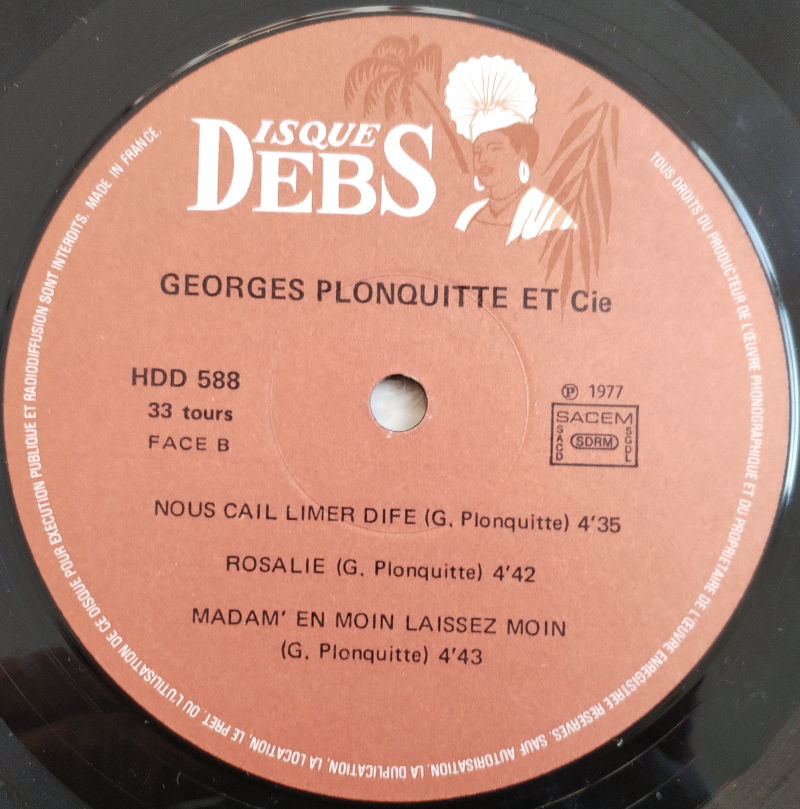 DISQUE
DEBS
GEORGES PLONQUITTE ET Cie
HDD 588
33 tours
FACE B
℗ 1977
SACEM
SACD
SDRM
SGDL
NOUS CAIL LIMER DIFE (G. Plonquitte) 4'35
ROSALIE (G. Plonquitte) 4'42
MADAM' EN MOIN LAISSEZ MOIN
(G. Plonquitte) 4'43
TOUS DROITS DU PRODUCTEUR DE L'ŒUVRE PHONOGRAPHIQUE ET DU PROPRIETAIRE DE L'ŒUVRE ENREGISTREE RESERVES. SAUF AUTORISATION, LA DUPLICATION, LA LOCATION, LE PRET, OU L'UTILISATION DE CE DISQUE POUR EXECUTION PUBLIQUE ET RADIODIFFUSION SONT INTERDITS. MADE IN FRANCE.